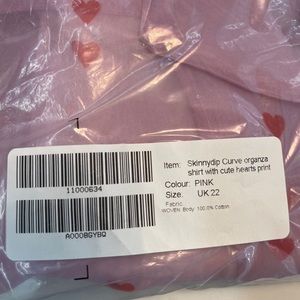 Item: Skinnydip Curve organza
shirt with cute hearts print
Colour: PINK
Size: UK 22
Fabric
WOVEN Body 100.0% Cotton
11000634
A000BGYBQ